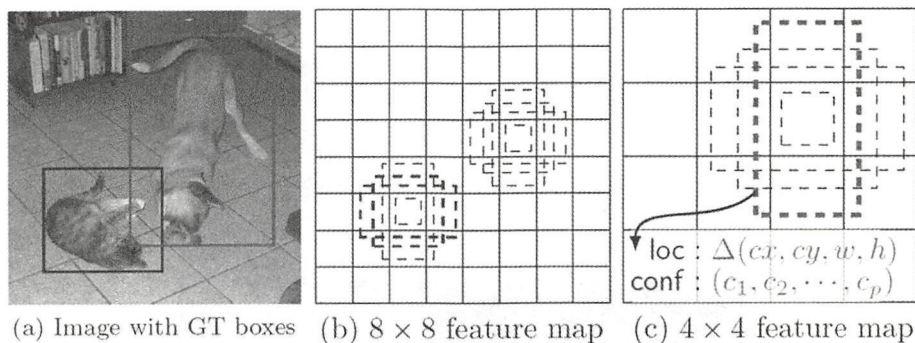 loc : Δ(cx, cy, w, h)
conf : (c₁, c₂, ⋯, cₚ)
(a) Image with GT boxes
(b) 8 × 8 feature map
(c) 4 × 4 feature map